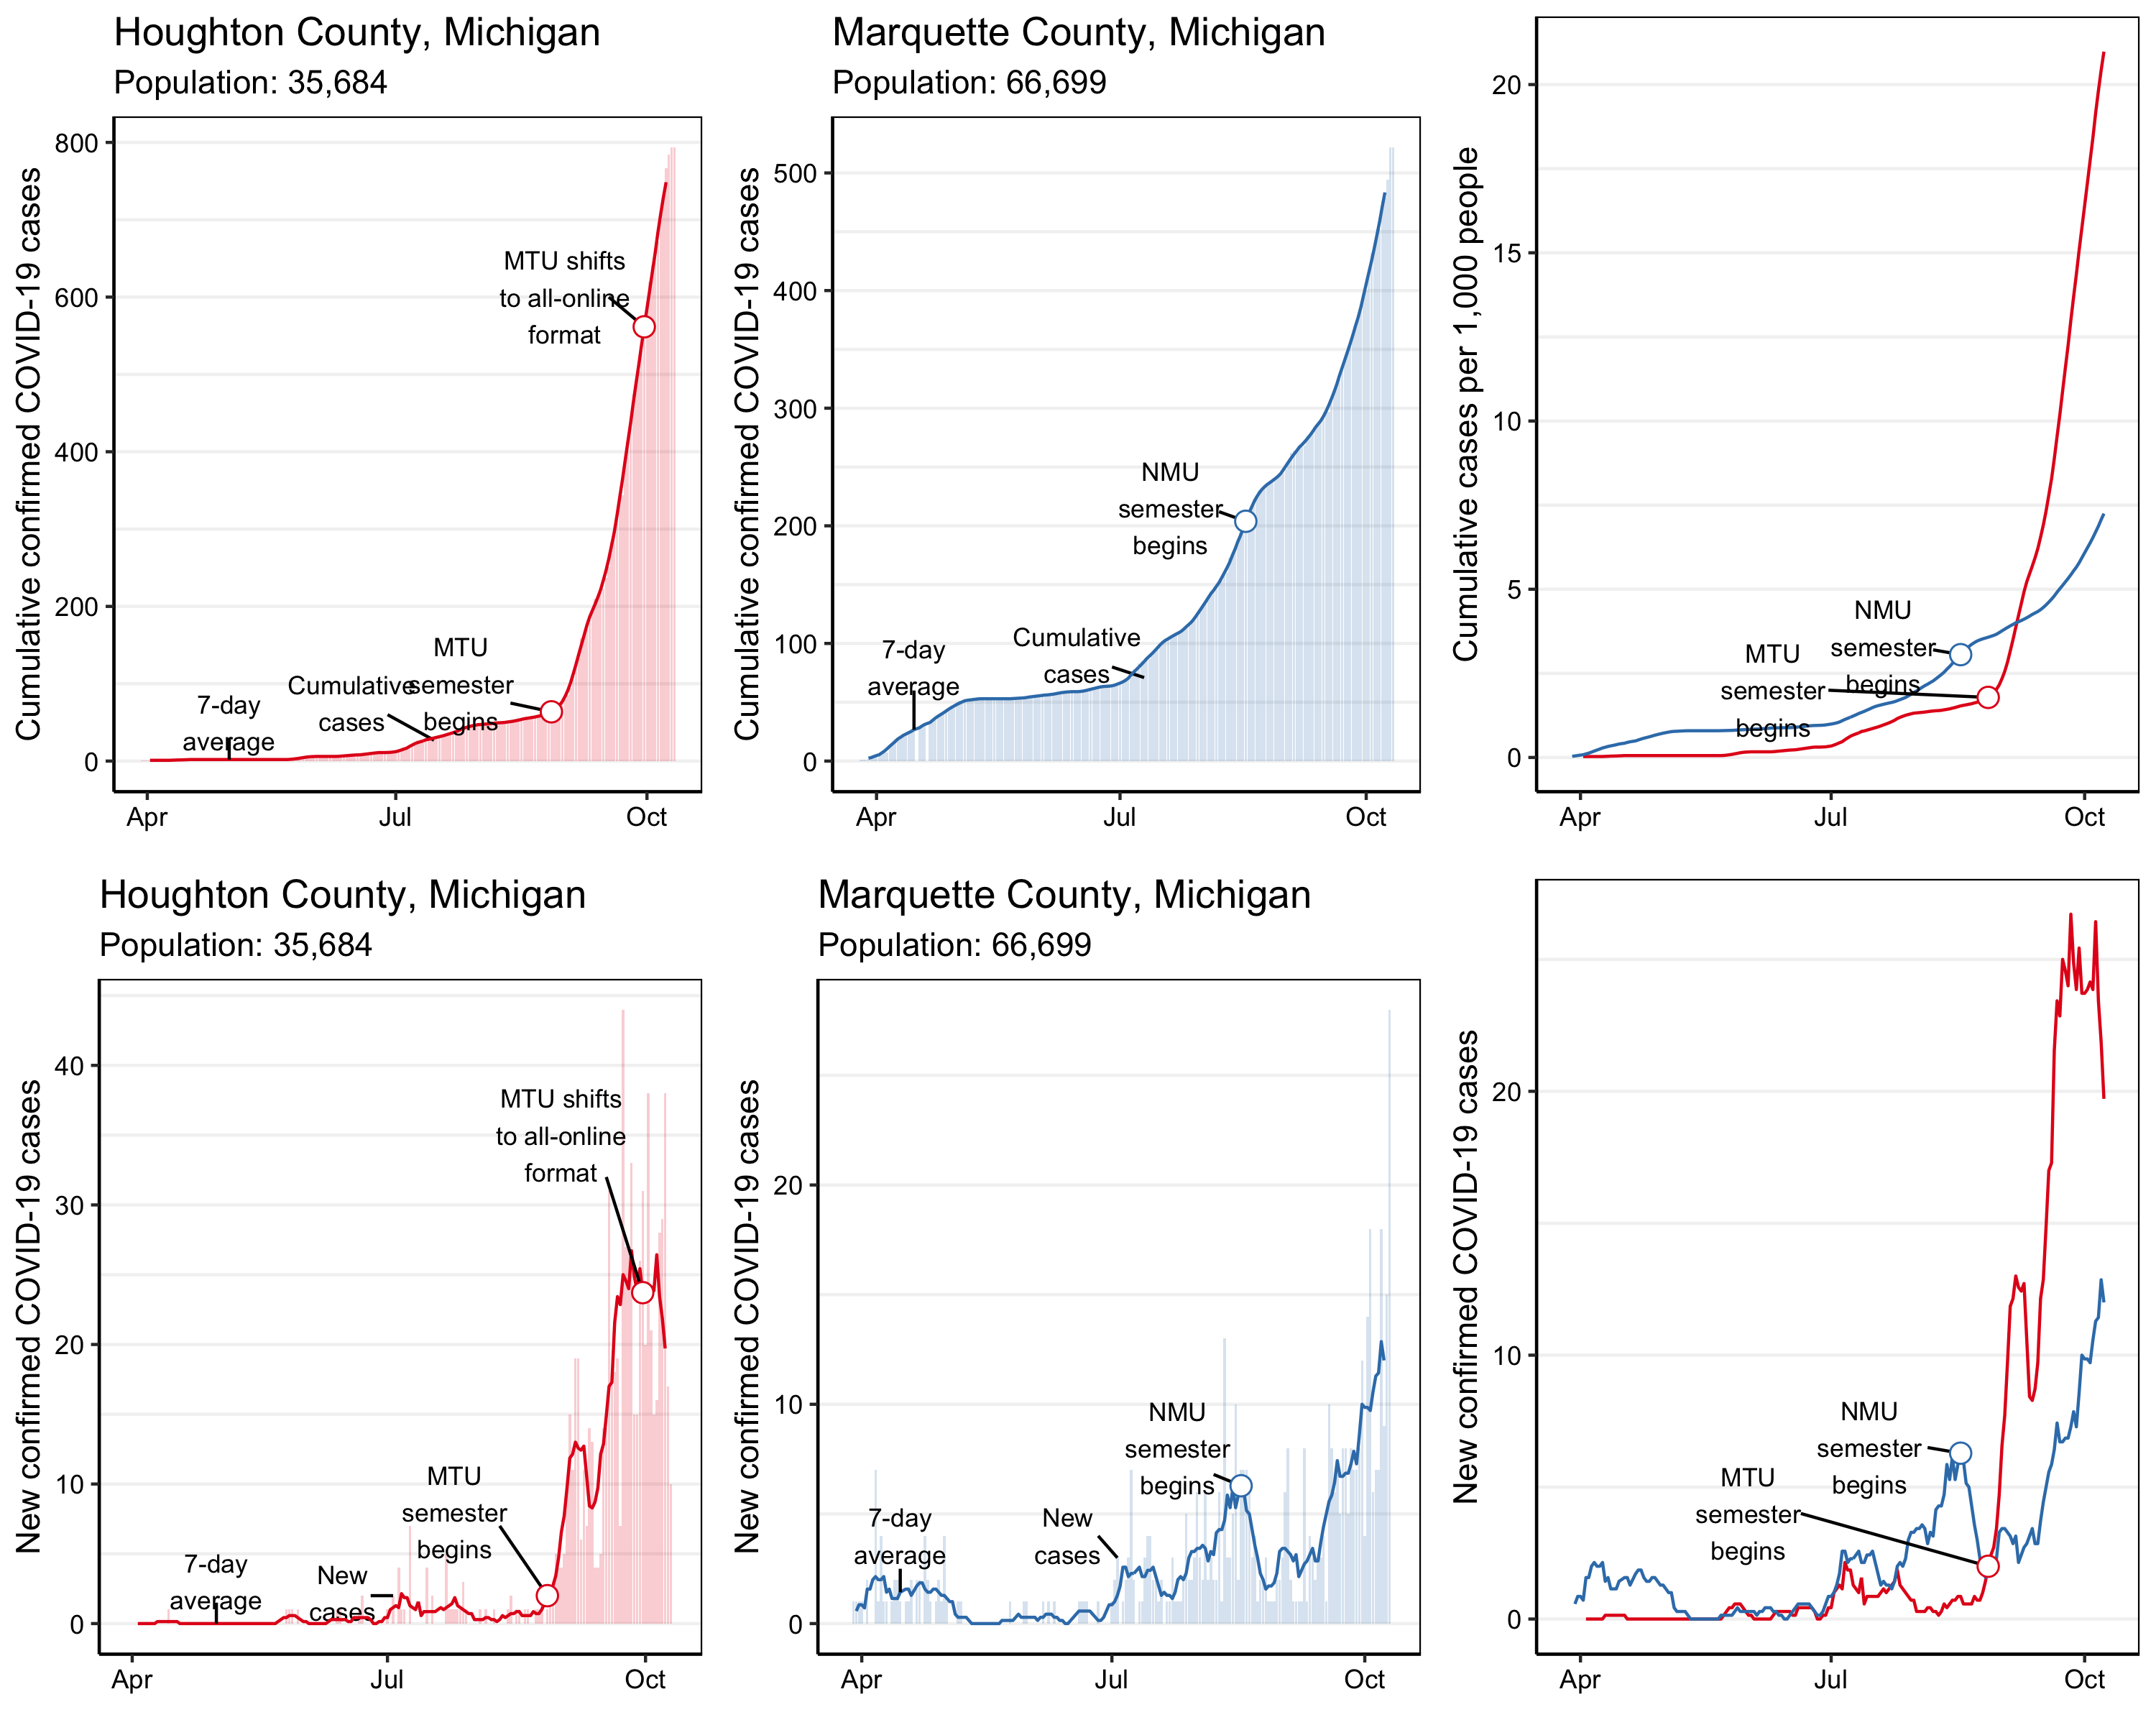 Houghton County, Michigan
Population: 35,684
Cumulative confirmed COVID-19 cases
800
600
400
200
0
MTU shifts
to all-online
format
MTU
semester
begins
Cumulative
cases
7-day
average
Apr
Jul
Oct
Marquette County, Michigan
Population: 66,699
Cumulative confirmed COVID-19 cases
500
400
300
200
100
0
NMU
semester
begins
Cumulative
cases
7-day
average
Apr
Jul
Oct
Cumulative cases per 1,000 people
20
15
10
5
0
NMU
semester
begins
MTU
semester
begins
Apr
Jul
Oct
Houghton County, Michigan
Population: 35,684
New confirmed COVID-19 cases
40
30
20
10
0
MTU shifts
to all-online
format
MTU
semester
begins
7-day
average
New
cases
Apr
Jul
Oct
Marquette County, Michigan
Population: 66,699
New confirmed COVID-19 cases
20
10
0
NMU
semester
begins
7-day
average
New
cases
Apr
Jul
Oct
New confirmed COVID-19 cases
20
10
0
NMU
semester
begins
MTU
semester
begins
Apr
Jul
Oct